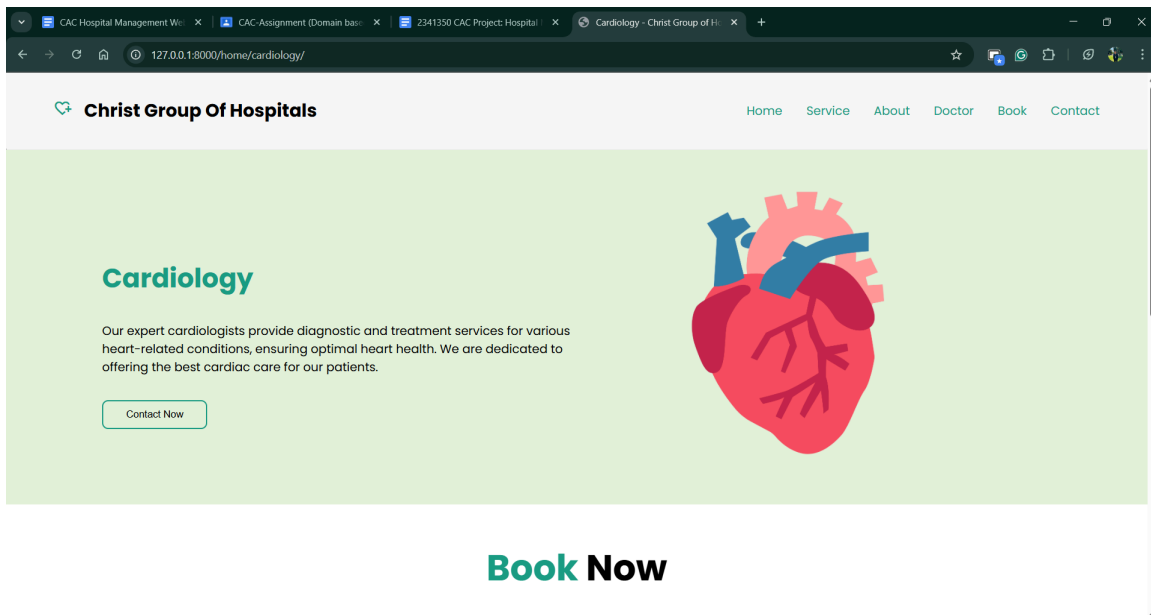 CAC Hospital Management We
CAC-Assignment (Domain base
2341350 CAC Project: Hospital
Cardiology - Christ Group of Ho
127.0.0.1:8000/home/cardiology/
Christ Group Of Hospitals
Home Service About Doctor Book Contact
Cardiology
Our expert cardiologists provide diagnostic and treatment services for various
heart-related conditions, ensuring optimal heart health. We are dedicated to
offering the best cardiac care for our patients.
Contact Now
Book Now